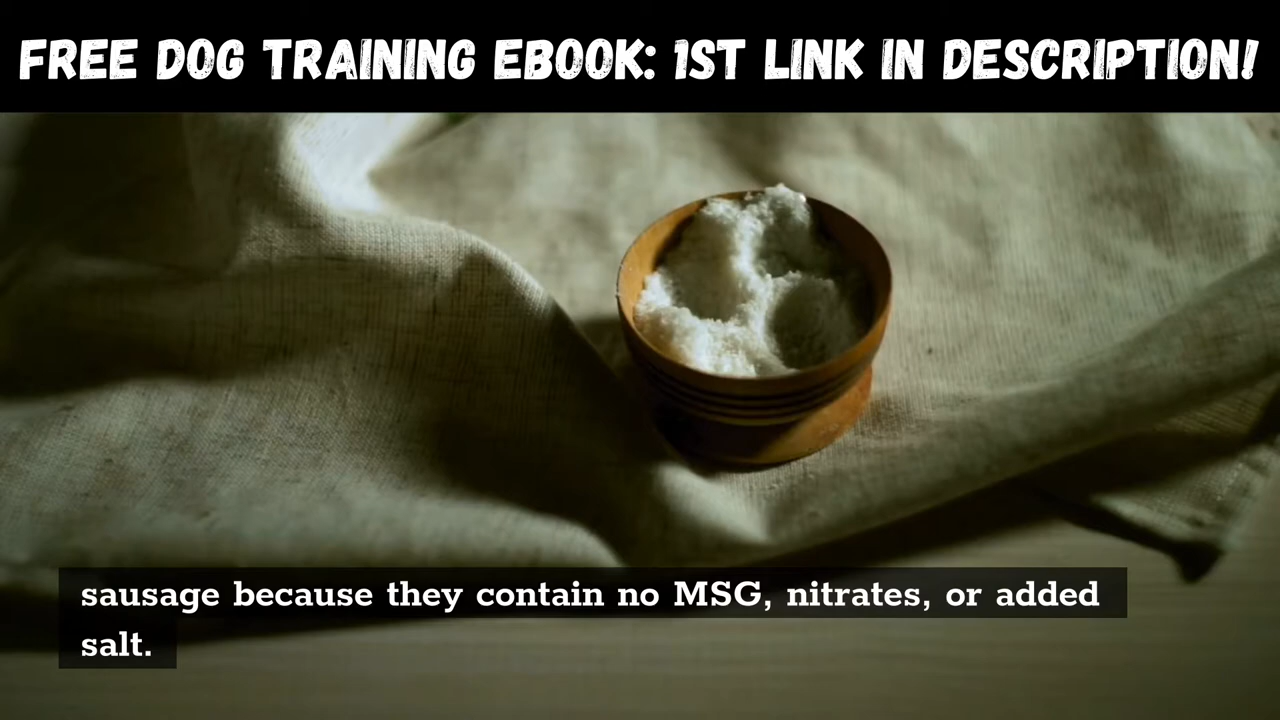 FREE DOG TRAINING EBOOK: 1ST LINK IN DESCRIPTION!
sausage because they contain no MSG, nitrates, or added
salt.